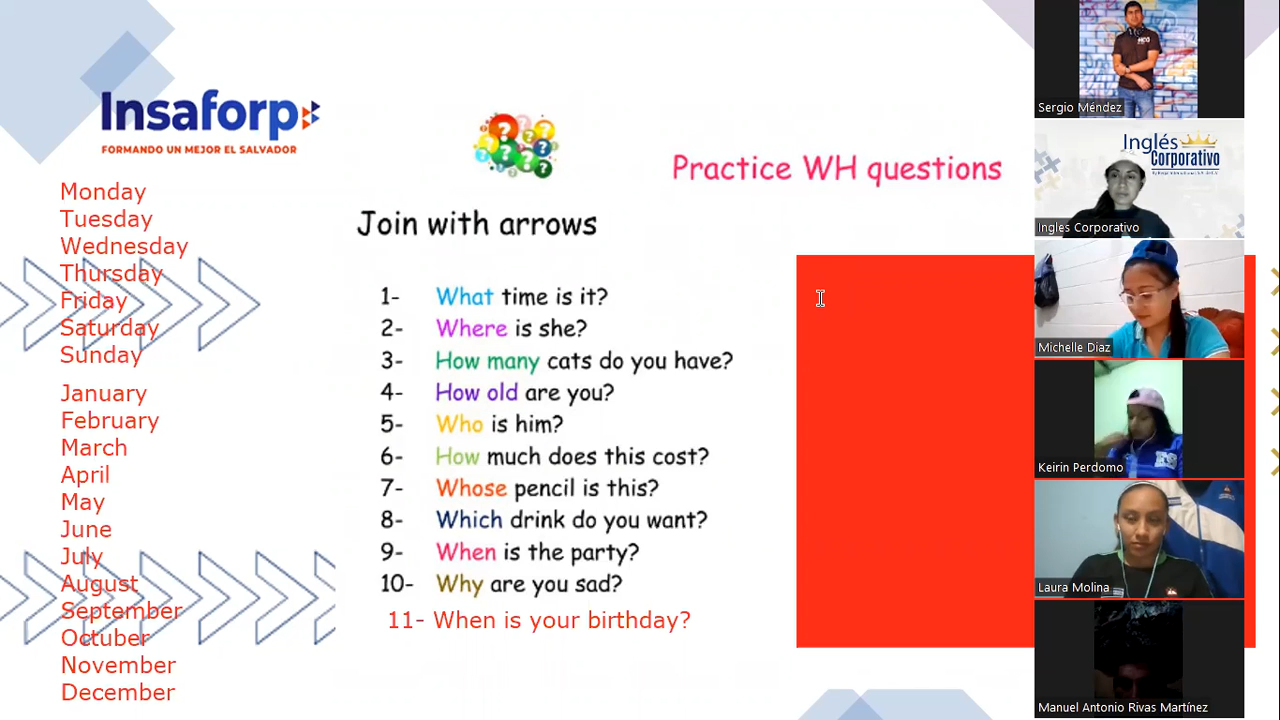 Insaforp
FORMANDO UN MEJOR EL SALVADOR
Monday
Tuesday
Wednesday
Thursday
Friday
Saturday
Sunday
January
February
March
April
May
June
July
August
September
Octuber
November
December
Practice WH questions
Join with arrows
1- What time is it?
2- Where is she?
3- How many cats do you have?
4- How old are you?
5- Who is him?
6- How much does this cost?
7- Whose pencil is this?
8- Which drink do you want?
9- When is the party?
10- Why are you sad?
11- When is your birthday?
Sergio Méndez
Inglés
Corporativo
Ingles Corporativo
Michelle Diaz
Keirin Perdomo
Laura Molina
Manuel Antonio Rivas Martínez